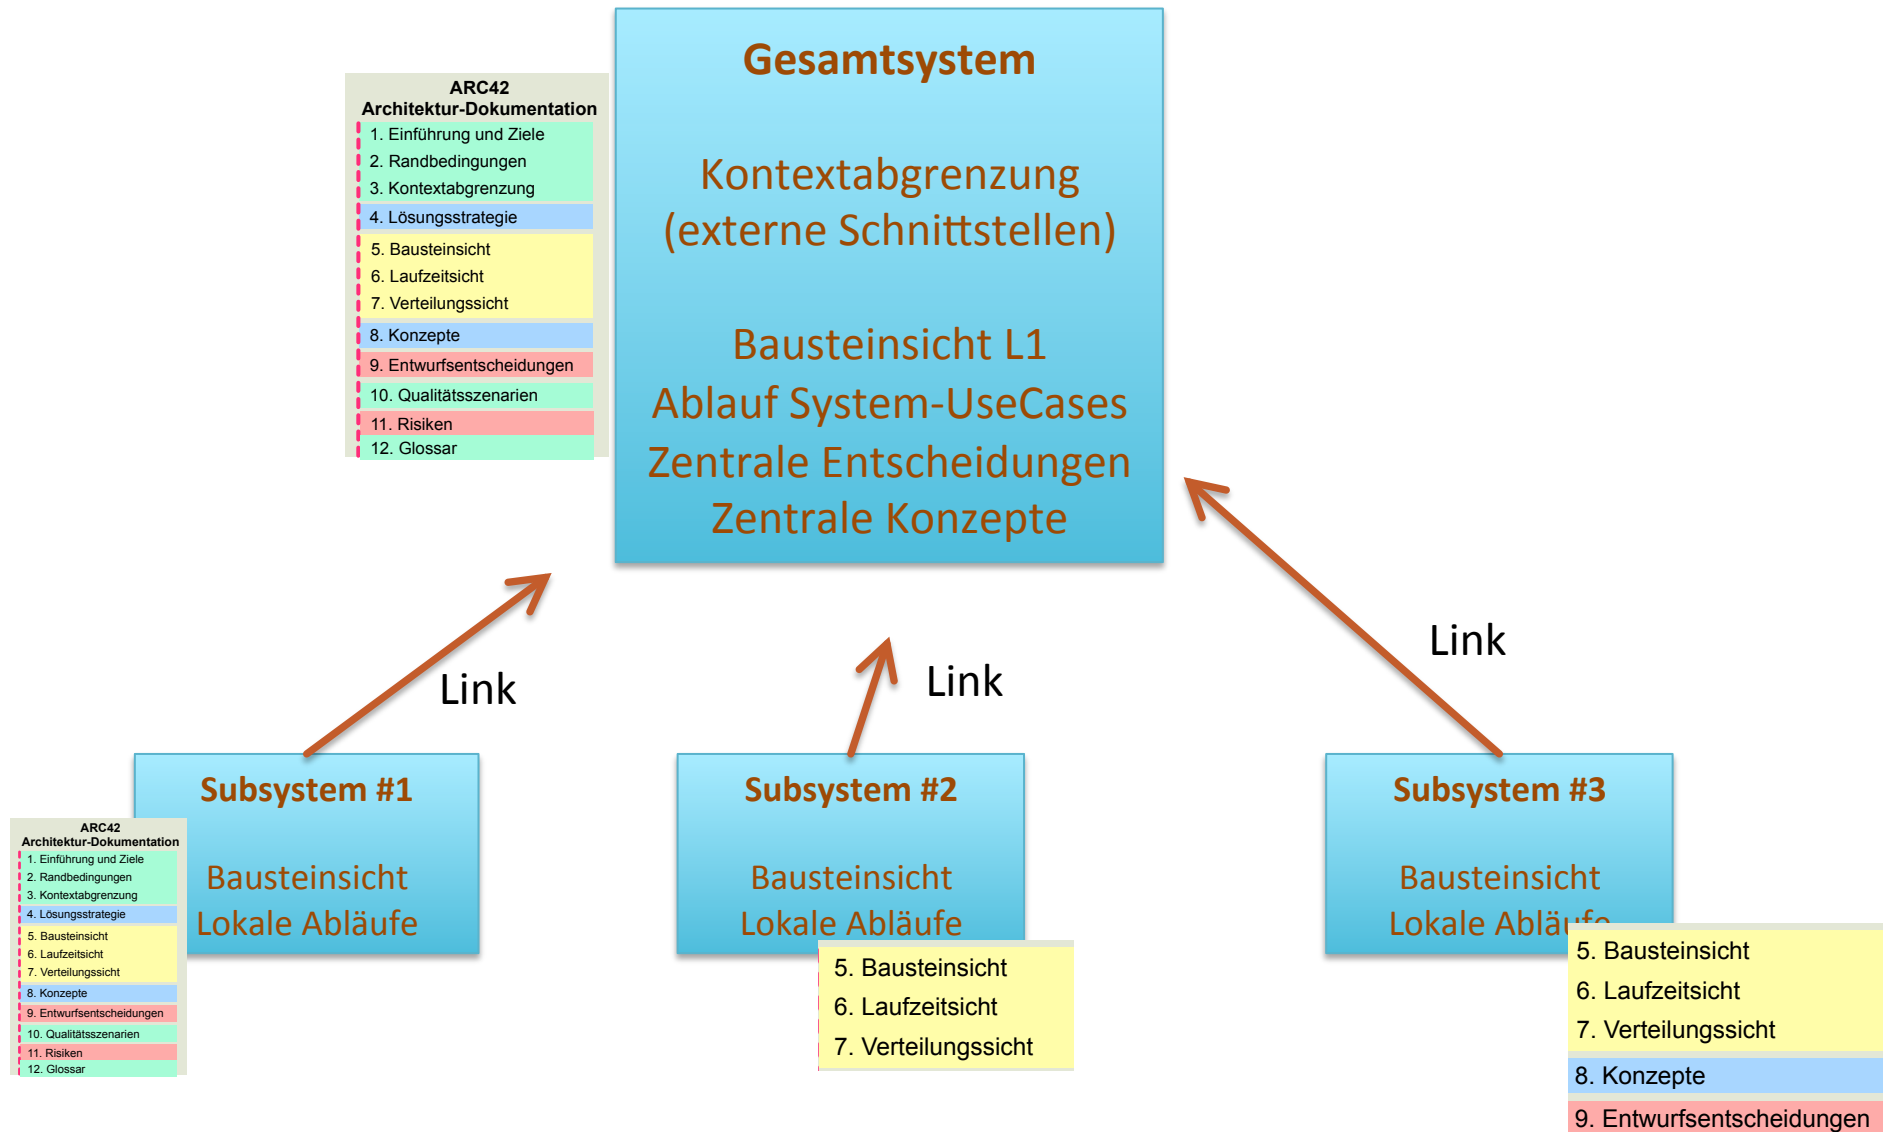 Gesamtsystem
Kontextabgrenzung
(externe Schnittstellen)
Bausteinsicht L1
Ablauf System-UseCases
Zentrale Entscheidungen
Zentrale Konzepte
ARC42
Architektur-Dokumentation
1. Einführung und Ziele
2. Randbedingungen
3. Kontextabgrenzung
4. Lösungsstrategie
5. Bausteinsicht
6. Laufzeitsicht
7. Verteilungssicht
8. Konzepte
9. Entwurfsentscheidungen
10. Qualitätsszenarien
11. Risiken
12. Glossar
Link
Link
Link
Subsystem #1
Bausteinsicht
Lokale Abläufe
ARC42
Architektur-Dokumentation
1. Einführung und Ziele
2. Randbedingungen
3. Kontextabgrenzung
4. Lösungsstrategie
5. Bausteinsicht
6. Laufzeitsicht
7. Verteilungssicht
8. Konzepte
9. Entwurfsentscheidungen
10. Qualitätsszenarien
11. Risiken
12. Glossar
Subsystem #2
Bausteinsicht
Lokale Abläufe
5. Bausteinsicht
6. Laufzeitsicht
7. Verteilungssicht
Subsystem #3
Bausteinsicht
Lokale Abläufe
5. Bausteinsicht
6. Laufzeitsicht
7. Verteilungssicht
8. Konzepte
9. Entwurfsentscheidungen